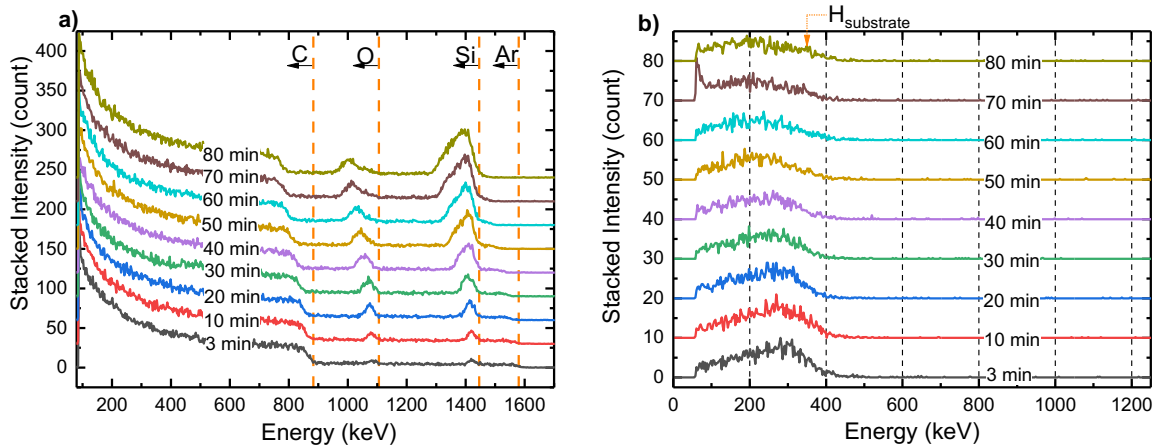 a)
C
O
Si
Ar
400
350
300
250
200
150
100
50
0
80 min
70 min
60 min
50 min
40 min
30 min
20 min
10 min
3 min
200 400 600 800 1000 1200 1400 1600
Energy (keV)
Stacked Intensity (count)
b)
H substrate
80
70
60
50
40
30
20
10
0
80 min
70 min
60 min
50 min
40 min
30 min
20 min
10 min
3 min
0 200 400 600 800 1000 1200
Energy (keV)
Stacked Intensity (count)